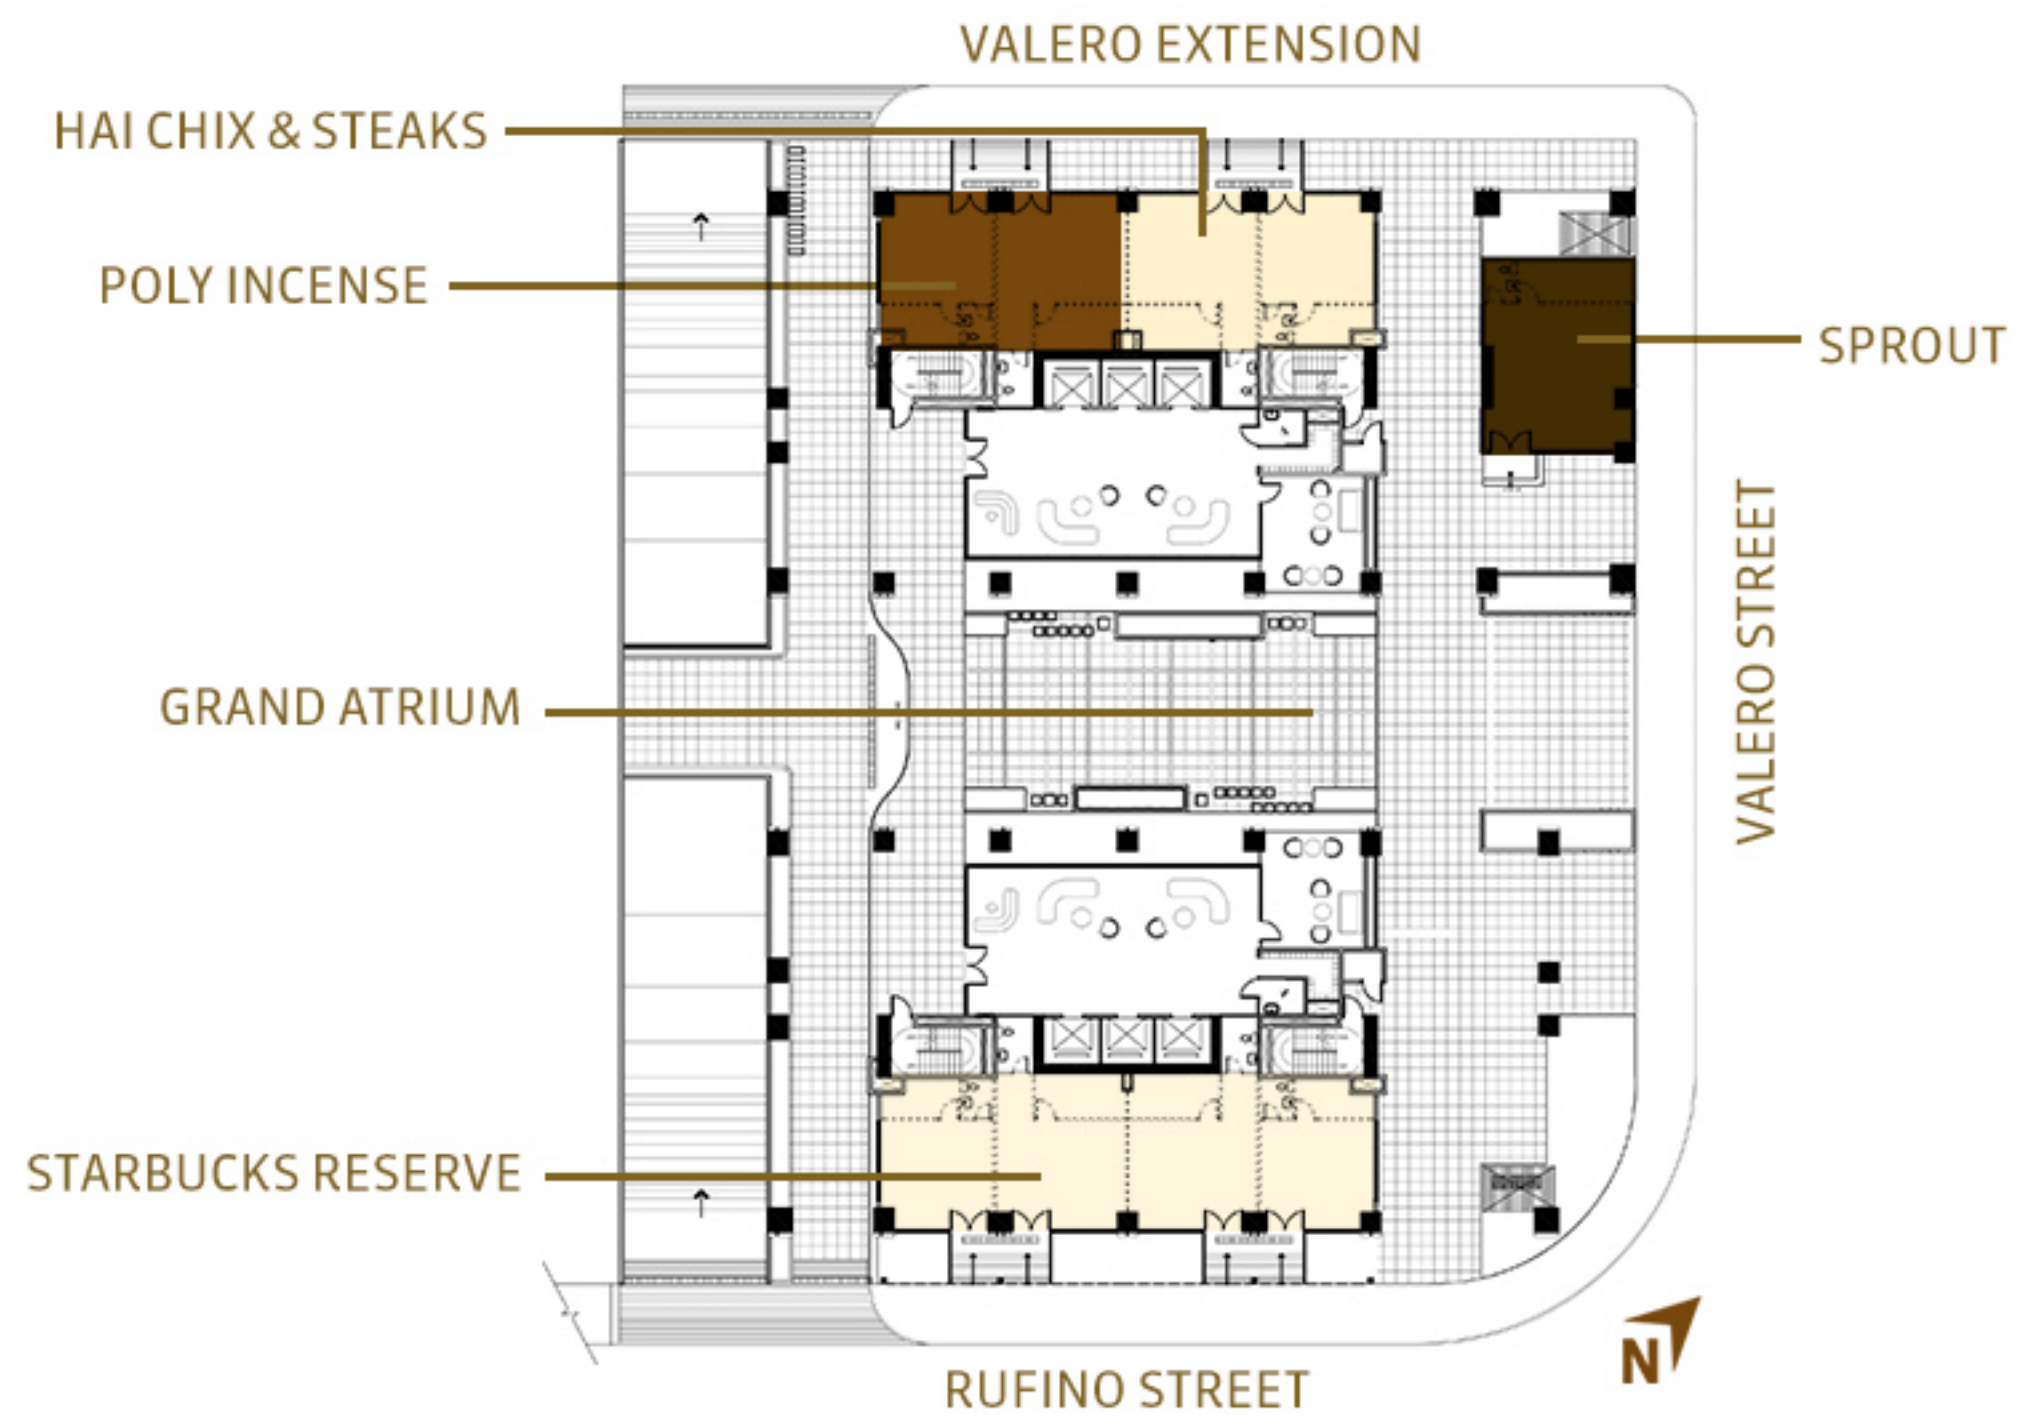 VALERO EXTENSION
HAI CHIX & STEAKS
POLY INCENSE
SPROUT
VALERO STREET
GRAND ATRIUM
STARBUCKS RESERVE
RUFINO STREET
N